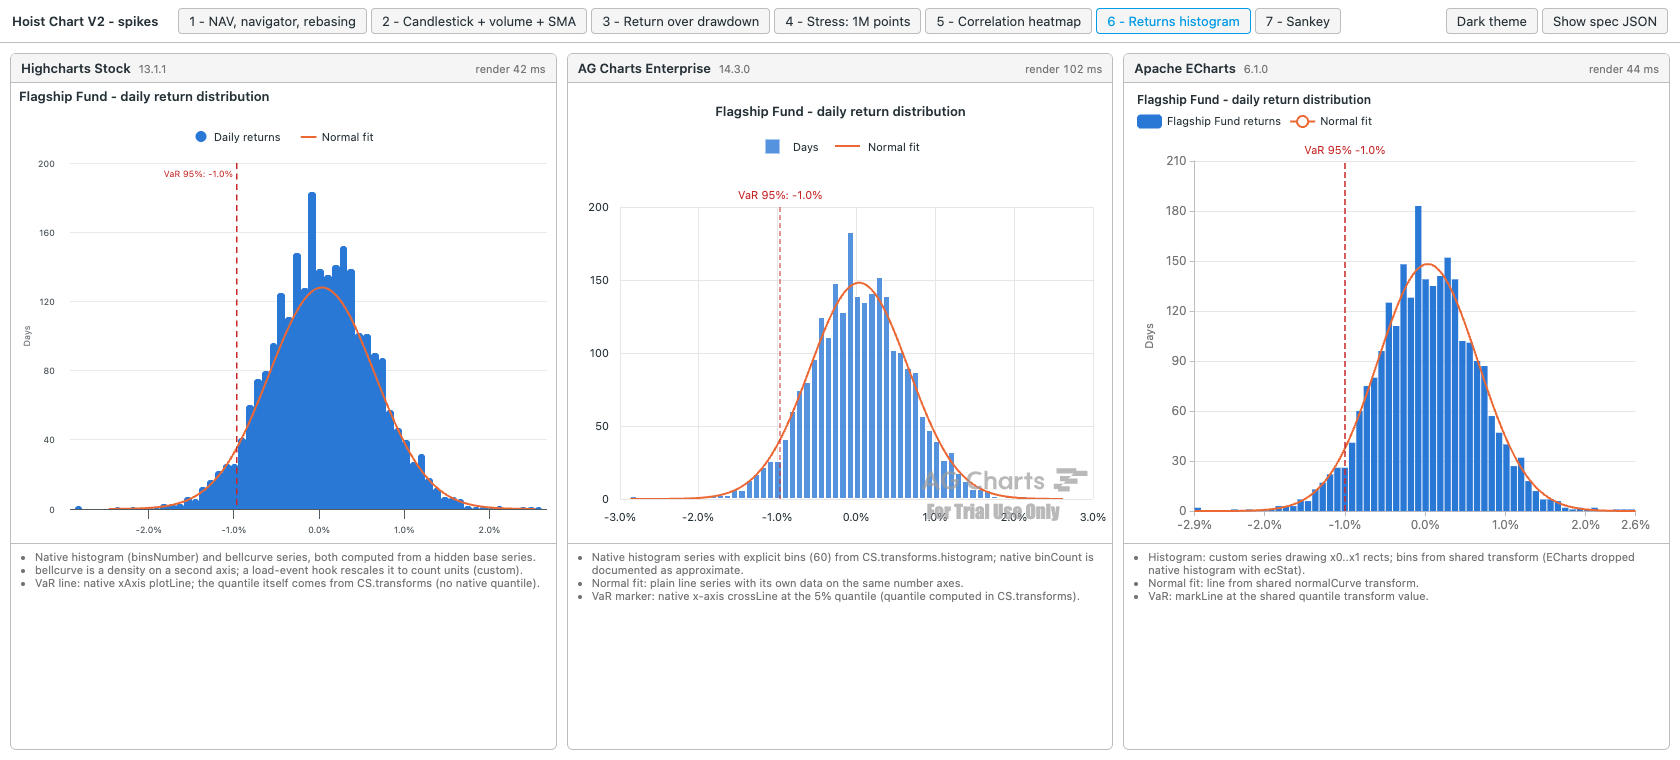 Hoist Chart V2 - spikes
1 - NAV, navigator, rebasing
2 - Candlestick + volume + SMA
3 - Return over drawdown
4 - Stress: 1M points
5 - Correlation heatmap
6 - Returns histogram
7 - Sankey
Dark theme
Show spec JSON
Highcharts Stock 13.1.1
render 42 ms
Flagship Fund - daily return distribution
Daily returns
Normal fit
VaR 95%: -1.0%
Days
200
160
120
80
40
0
-2.0%
-1.0%
0.0%
1.0%
2.0%
Native histogram (binsNumber) and bellcurve series, both computed from a hidden base series.
bellcurve is a density on a second axis; a load-event hook rescales it to count units (custom).
VaR line: native xAxis plotLine; the quantile itself comes from CS.transforms (no native quantile).
AG Charts Enterprise 14.3.0
render 102 ms
Flagship Fund - daily return distribution
Days
Normal fit
VaR 95%: -1.0%
200
150
100
50
0
-3.0%
-2.0%
-1.0%
0.0%
1.0%
2.0%
3.0%
AG Charts
For Trial Use Only
Native histogram series with explicit bins (60) from CS.transforms.histogram; native binCount is
documented as approximate.
Normal fit: plain line series with its own data on the same number axes.
VaR marker: native x-axis crossLine at the 5% quantile (quantile computed in CS.transforms).
Apache ECharts 6.1.0
render 44 ms
Flagship Fund - daily return distribution
Flagship Fund returns
Normal fit
VaR 95% -1.0%
Days
210
180
150
120
90
60
30
0
-2.9%
-2.0%
-1.0%
0.0%
1.0%
2.0%
2.6%
Histogram: custom series drawing x0..x1 rects; bins from shared transform (ECharts dropped
native histogram with ecStat).
Normal fit: line from shared normalCurve transform.
VaR: markLine at the shared quantile transform value.